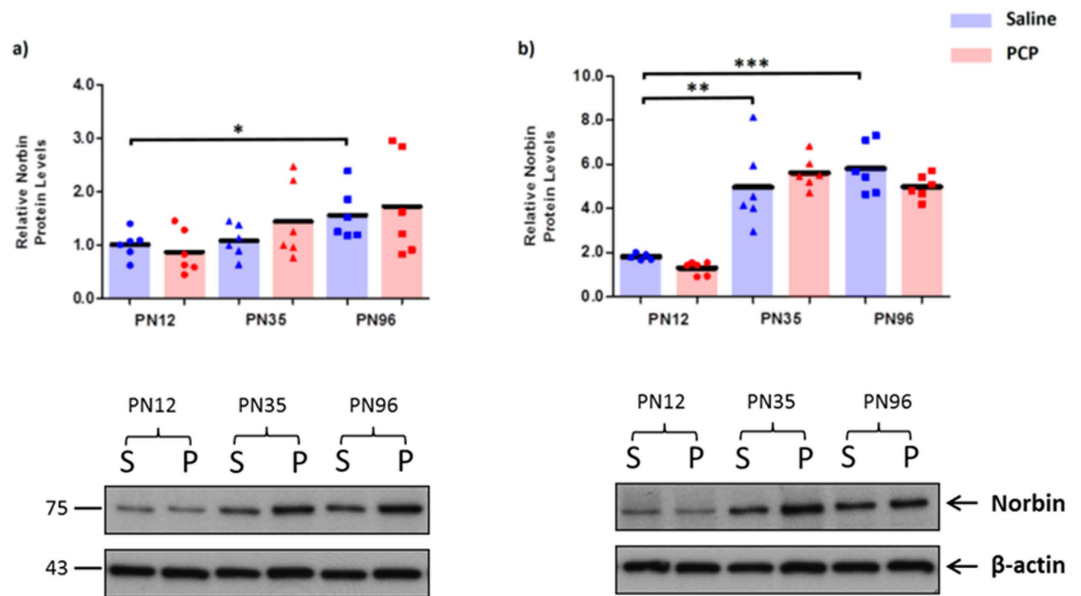 Saline
PCP
a)
Relative Norbin
Protein Levels
4.0
3.0
2.0
1.0
0.0
*
PN12
PN35
PN96
b)
Relative Norbin
Protein Levels
10.0
8.0
6.0
4.0
2.0
0.0
**
***
PN12
PN35
PN96
PN12
PN35
PN96
S
P
S
P
S
P
75
43
PN12
PN35
PN96
S
P
S
P
S
P
Norbin
β-actin